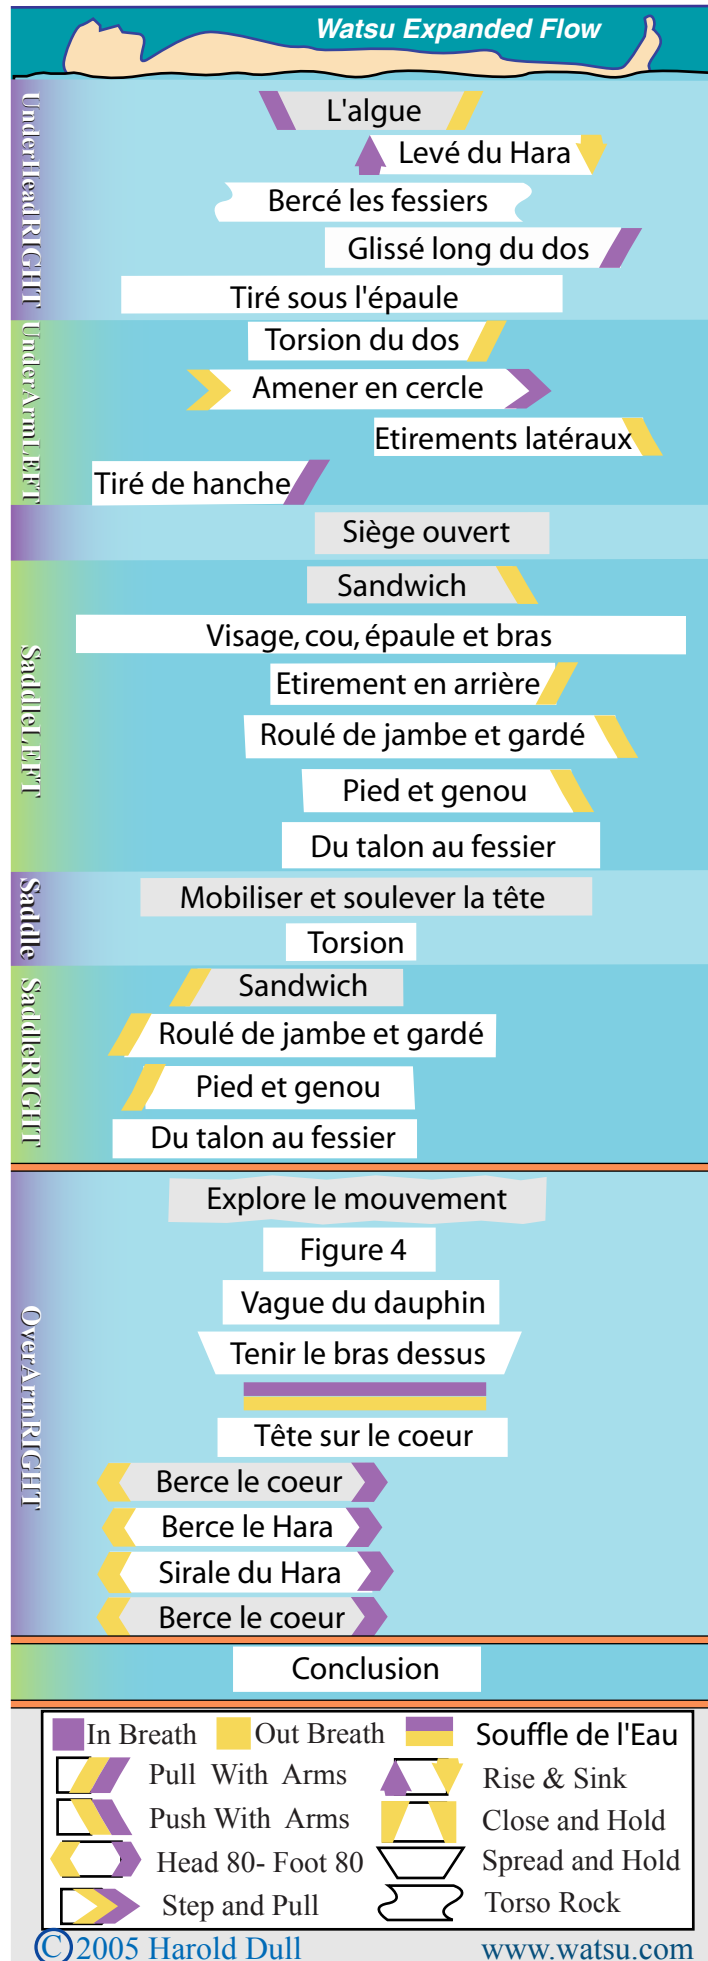 Watsu Expanded Flow
UnderHeadRIGHT
L'algue
Levé du Hara
Bercé les fessiers
Glissé long du dos
Tiré sous l'épaule
UnderArmLEFT
Torsion du dos
Amener en cercle
Etirements latéraux
Tiré de hanche
Siège ouvert
SaddleLEFT
Sandwich
Visage, cou, épaule et bras
Etirement en arrière
Roulé de jambe et gardé
Pied et genou
Du talon au fessier
Saddle
Mobiliser et soulever la tête
Torsion
SaddleRIGHT
Sandwich
Roulé de jambe et gardé
Pied et genou
Du talon au fessier
OverArmRIGHT
Explore le mouvement
Figure 4
Vague du dauphin
Tenir le bras dessus
Tête sur le coeur
Berce le coeur
Berce le Hara
Sirale du Hara
Berce le coeur
Conclusion
In Breath Out Breath Souffle de l'Eau
Pull With Arms Rise & Sink
Push With Arms Close and Hold
Head 80- Foot 80 Spread and Hold
Step and Pull Torso Rock
©2005 Harold Dull www.watsu.com